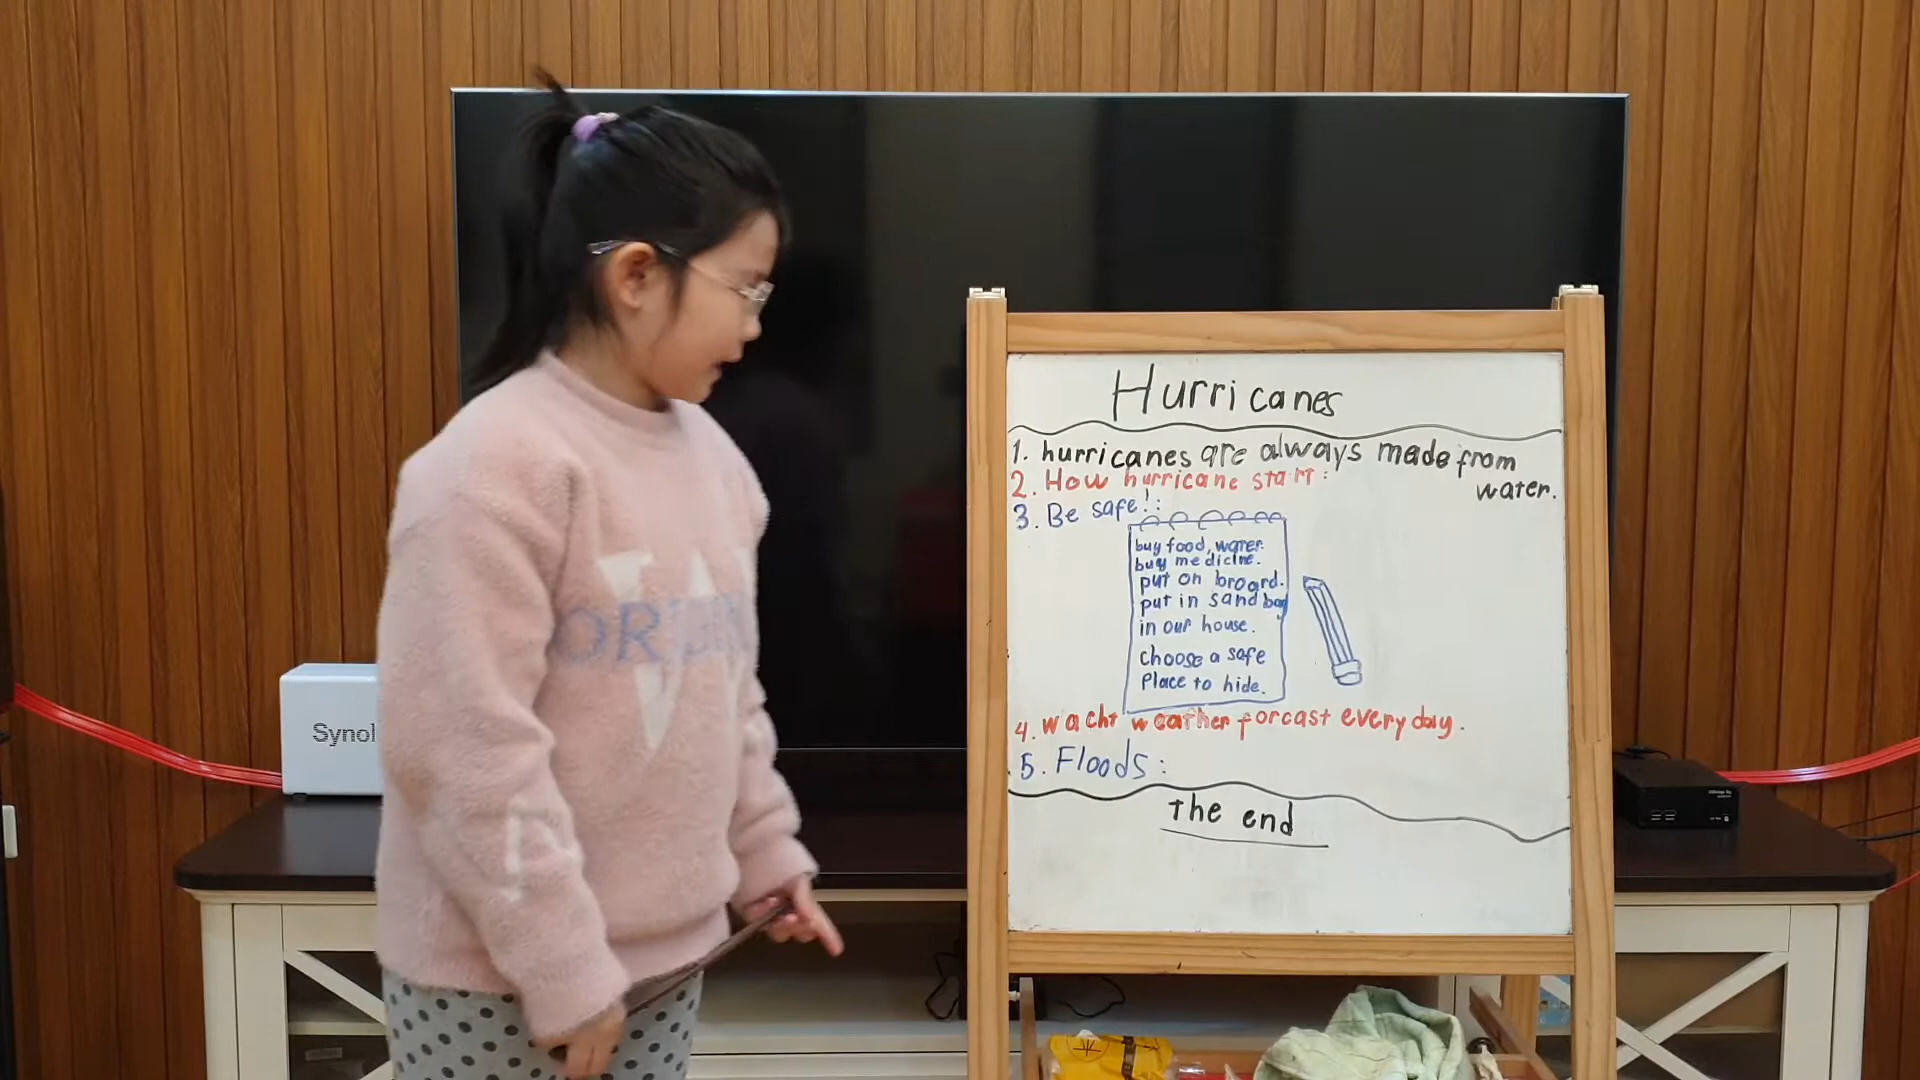 Hurricanes
1. hurricanes are always made from
water.
2. How hurricane start:
3. Be safe!:
buy food, water.
buy medicine.
put on broard.
put in sand bag
in our house.
choose a safe
Place to hide.
4. wacht weather forcast every day.
5. Floods:
The end
Synol